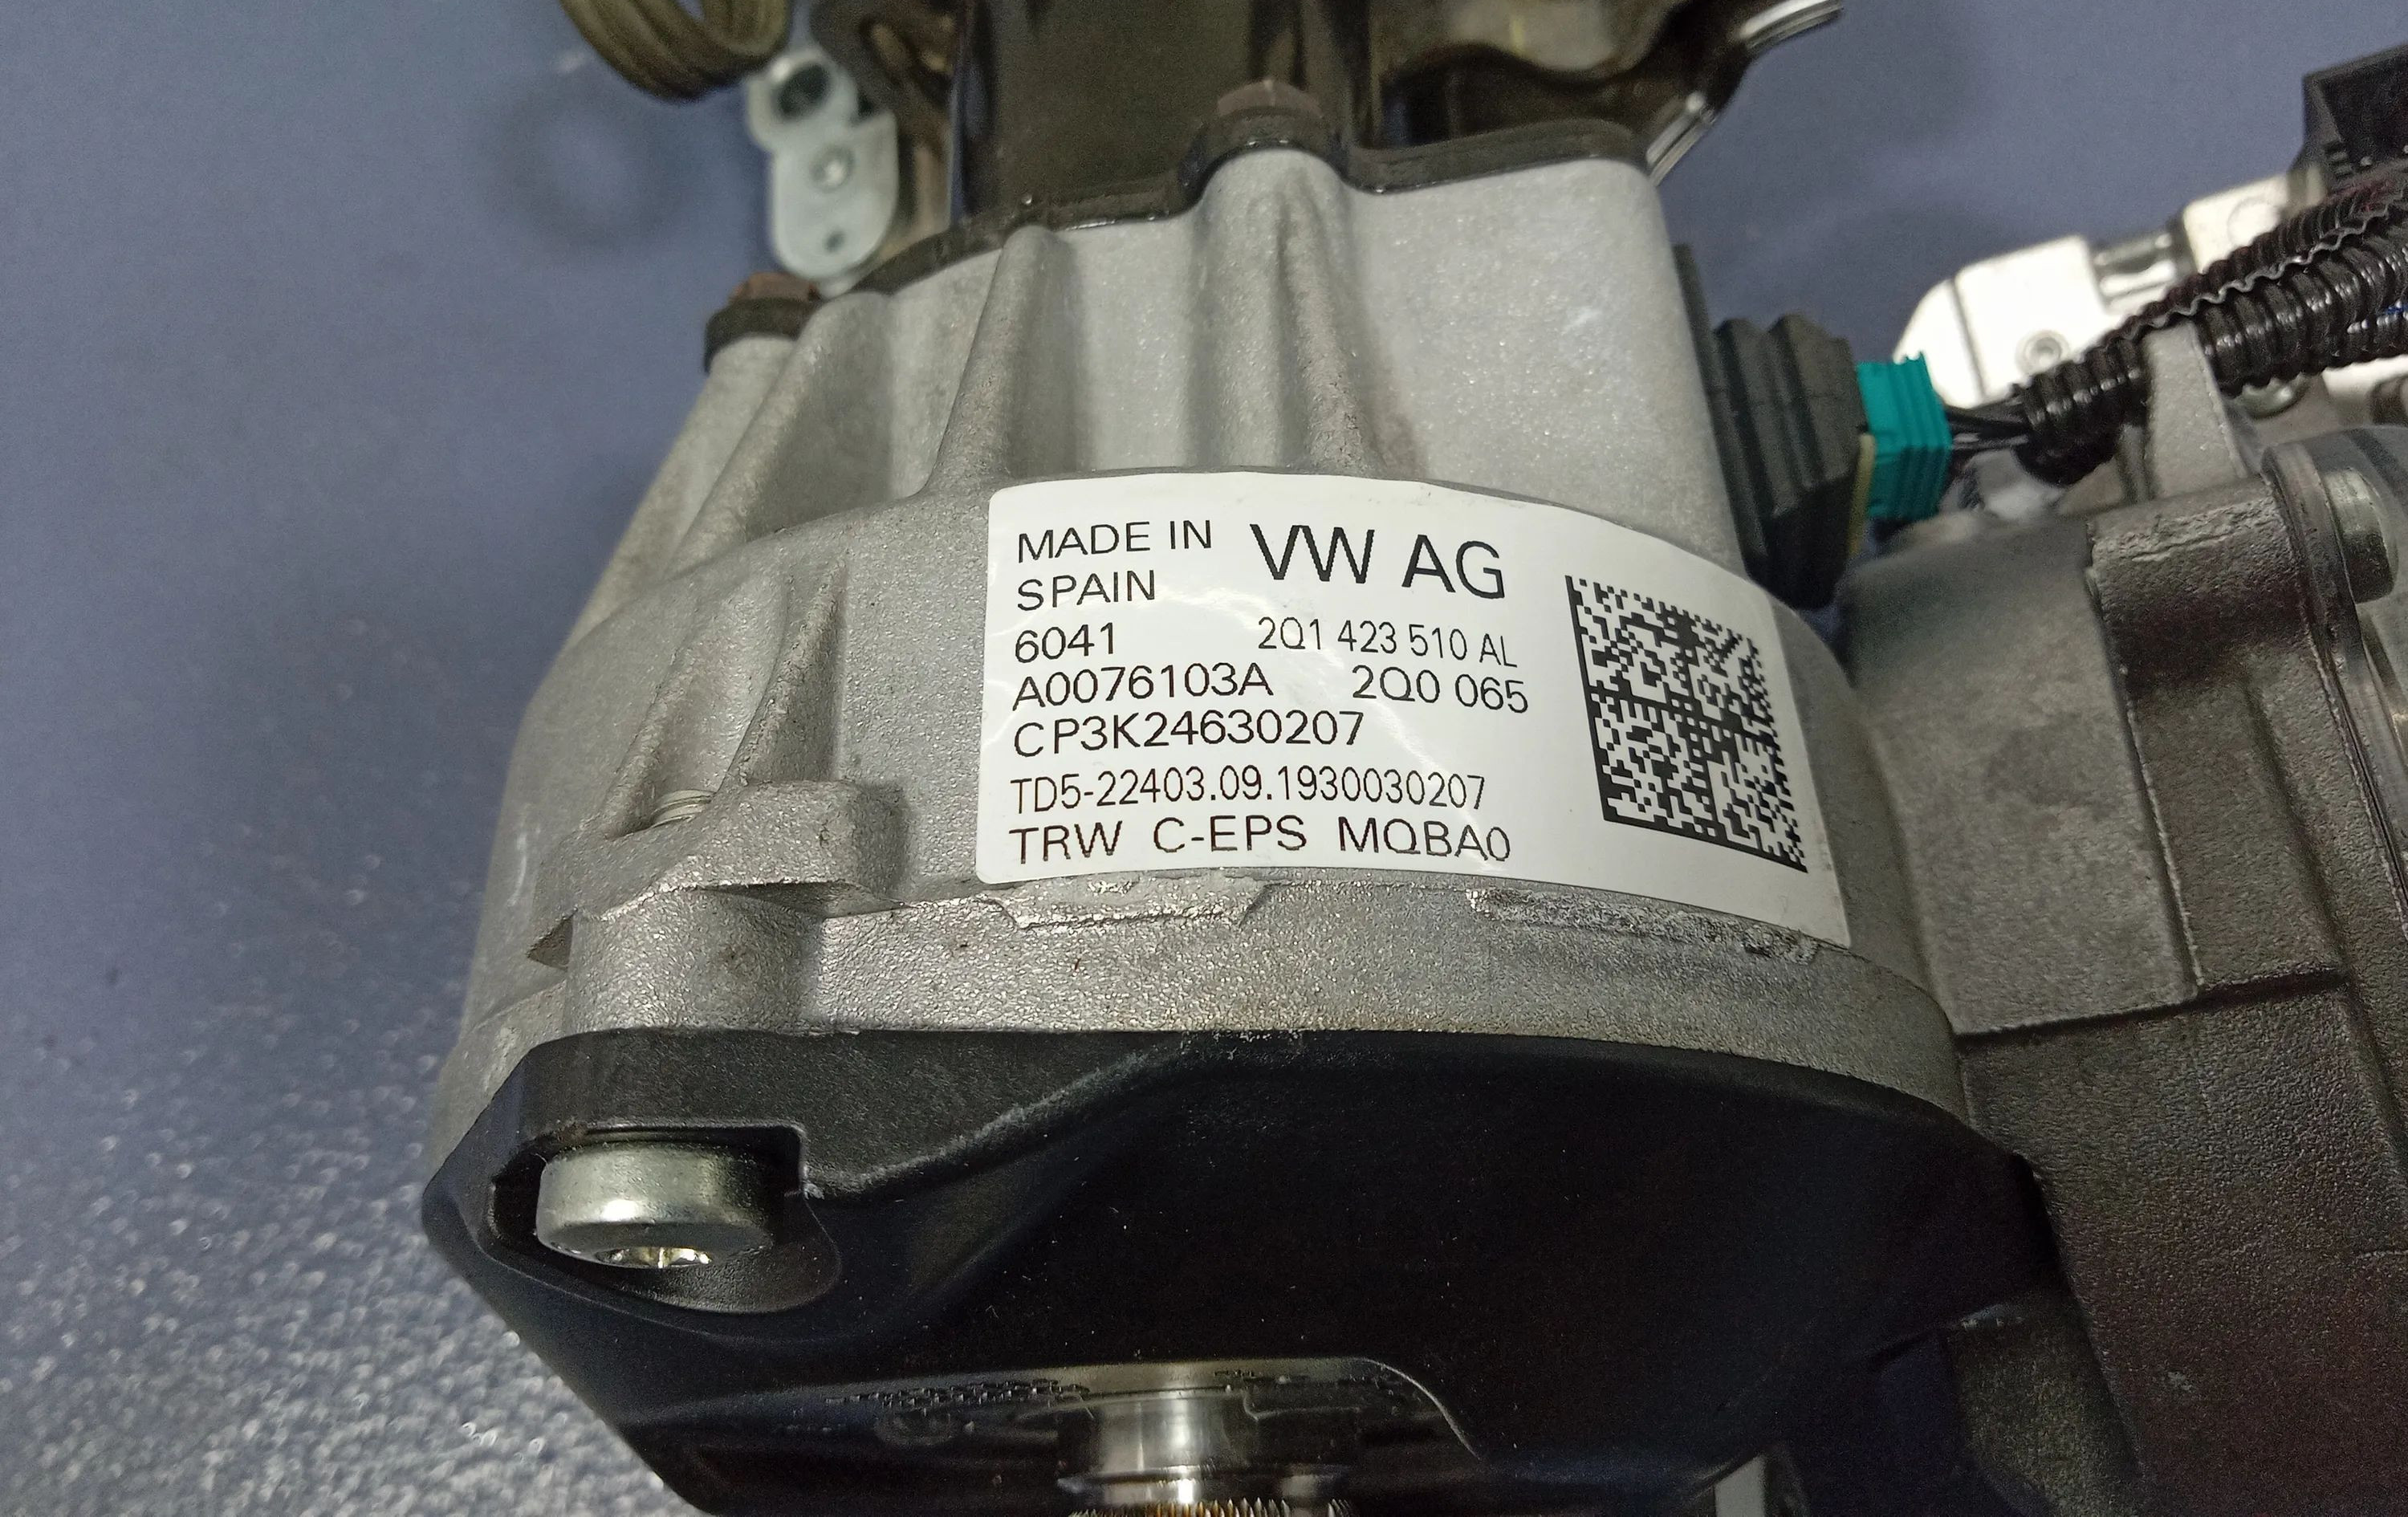 MADE IN VW AG
SPAIN
6041 2Q1 423 510 AL
A0076103A 2Q0 065
CP3K24630207
TD5-22403.09.1930030207
TRW C-EPS MQBA0